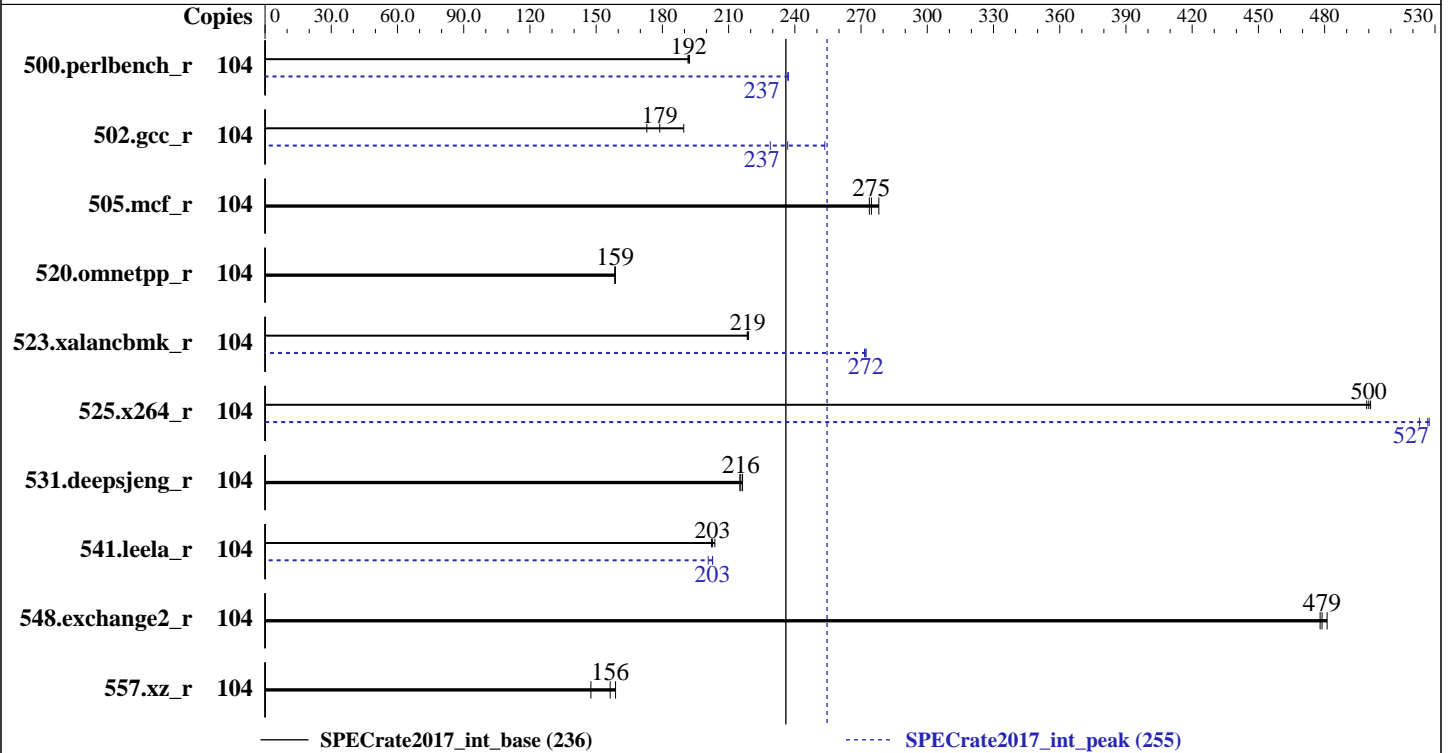 Copies 0 30.0 60.0 90.0 120 150 180 210 240 270 300 330 360 390 420 450 480 530
192
500.perlbench_r 104
237
179
502.gcc_r 104
237
275
505.mcf_r 104
159
520.omnetpp_r 104
219
523.xalancbmk_r 104
272
500
525.x264_r 104
527
216
531.deepsjeng_r 104
203
541.leela_r 104
203
479
548.exchange2_r 104
156
557.xz_r 104
SPECrate2017_int_base (236) SPECrate2017_int_peak (255)